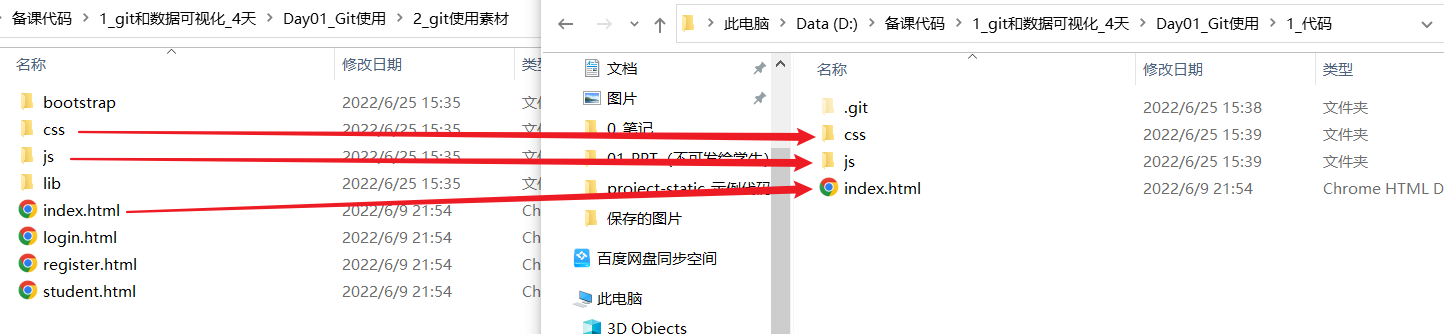 备课代码 > 1_git和数据可视化_4天 > Day01_Git使用 > 2_git使用素材
名称 修改日期 类型
bootstrap 2022/6/25 15:35 文件
css 2022/6/25 15:35 文件
js 2022/6/25 15:35 文件
lib 2022/6/25 15:35 文件
index.html 2022/6/9 21:54 Ch
login.html 2022/6/9 21:54 Ch
register.html 2022/6/9 21:54 Ch
student.html 2022/6/9 21:54 Ch
此电脑 > Data (D:) > 备课代码 > 1_git和数据可视化_4天 > Day01_Git使用 > 1_代码
文档
图片
0_笔记
01-PPT（不可发给学生）
project-static-示例代码
保存的图片
百度网盘同步空间
此电脑
3D Objects
名称 修改日期 类型
.git 2022/6/25 15:38 文件夹
css 2022/6/25 15:39 文件夹
js 2022/6/25 15:39 文件夹
index.html 2022/6/9 21:54 Chrome HTML D